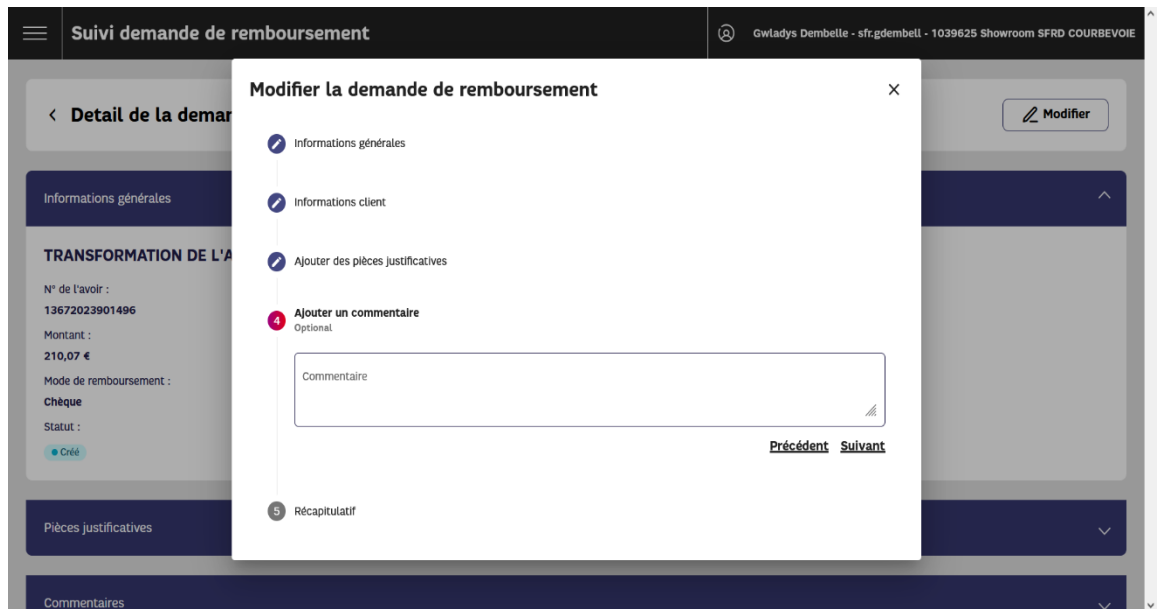 Suivi demande de remboursement
Gwladys Dembelle - sfr.gdembell - 1039625 Showroom SFRD COURBEVOIE
Detail de la deman
Modifier
Modifier la demande de remboursement
Informations générales
Informations client
Ajouter des pièces justificatives
4 Ajouter un commentaire
Optional
Commentaire
Précédent Suivant
5 Récapitulatif
Informations générales
TRANSFORMATION DE L'A
N° de l'avoir :
13672023901496
Montant :
210,07 €
Mode de remboursement :
Chèque
Statut :
Créé
Pièces justificatives
Commentaires